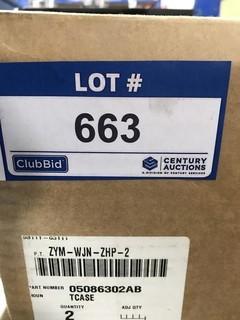 LOT #
663
ClubBid
CENTURY
AUCTIONS
A DIVISION OF CENTURY SERVICES
P.T. ZYM-WJN-ZHP-2
PART NUMBER 05086302AB
TCASE
QUANTITY ADJ QTY
2